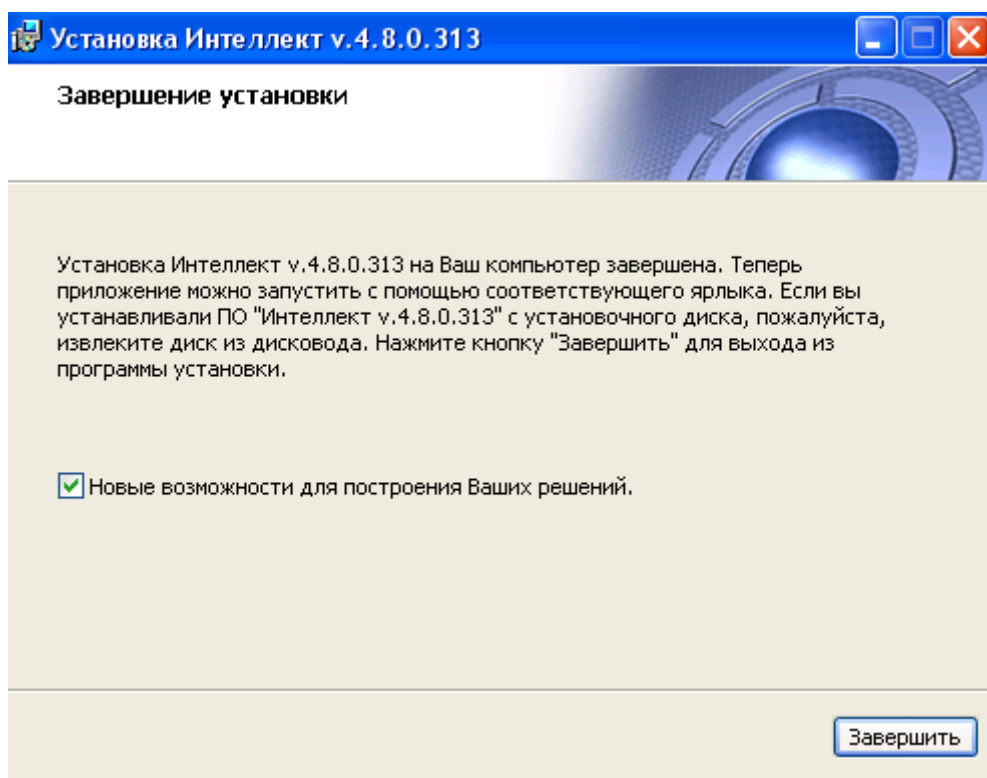 Установка Интеллект v.4.8.0.313
Завершение установки
Установка Интеллект v.4.8.0.313 на Ваш компьютер завершена. Теперь
приложение можно запустить с помощью соответствующего ярлыка. Если вы
устанавливали ПО "Интеллект v.4.8.0.313" с установочного диска, пожалуйста,
извлеките диск из дисковода. Нажмите кнопку "Завершить" для выхода из
программы установки.
Новые возможности для построения Ваших решений.
Завершить